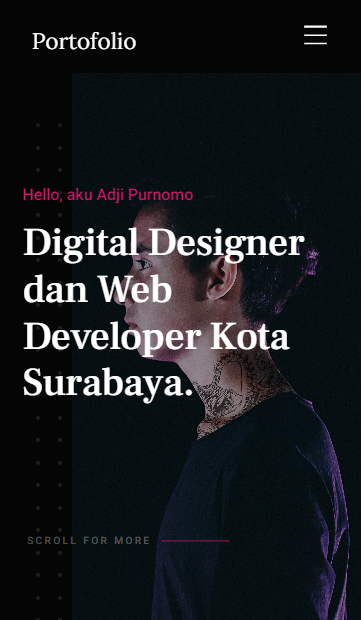 Portofolio
Hello, aku Adji Purnomo
Digital Designer
dan Web
Developer Kota
Surabaya.
SCROLL FOR MORE